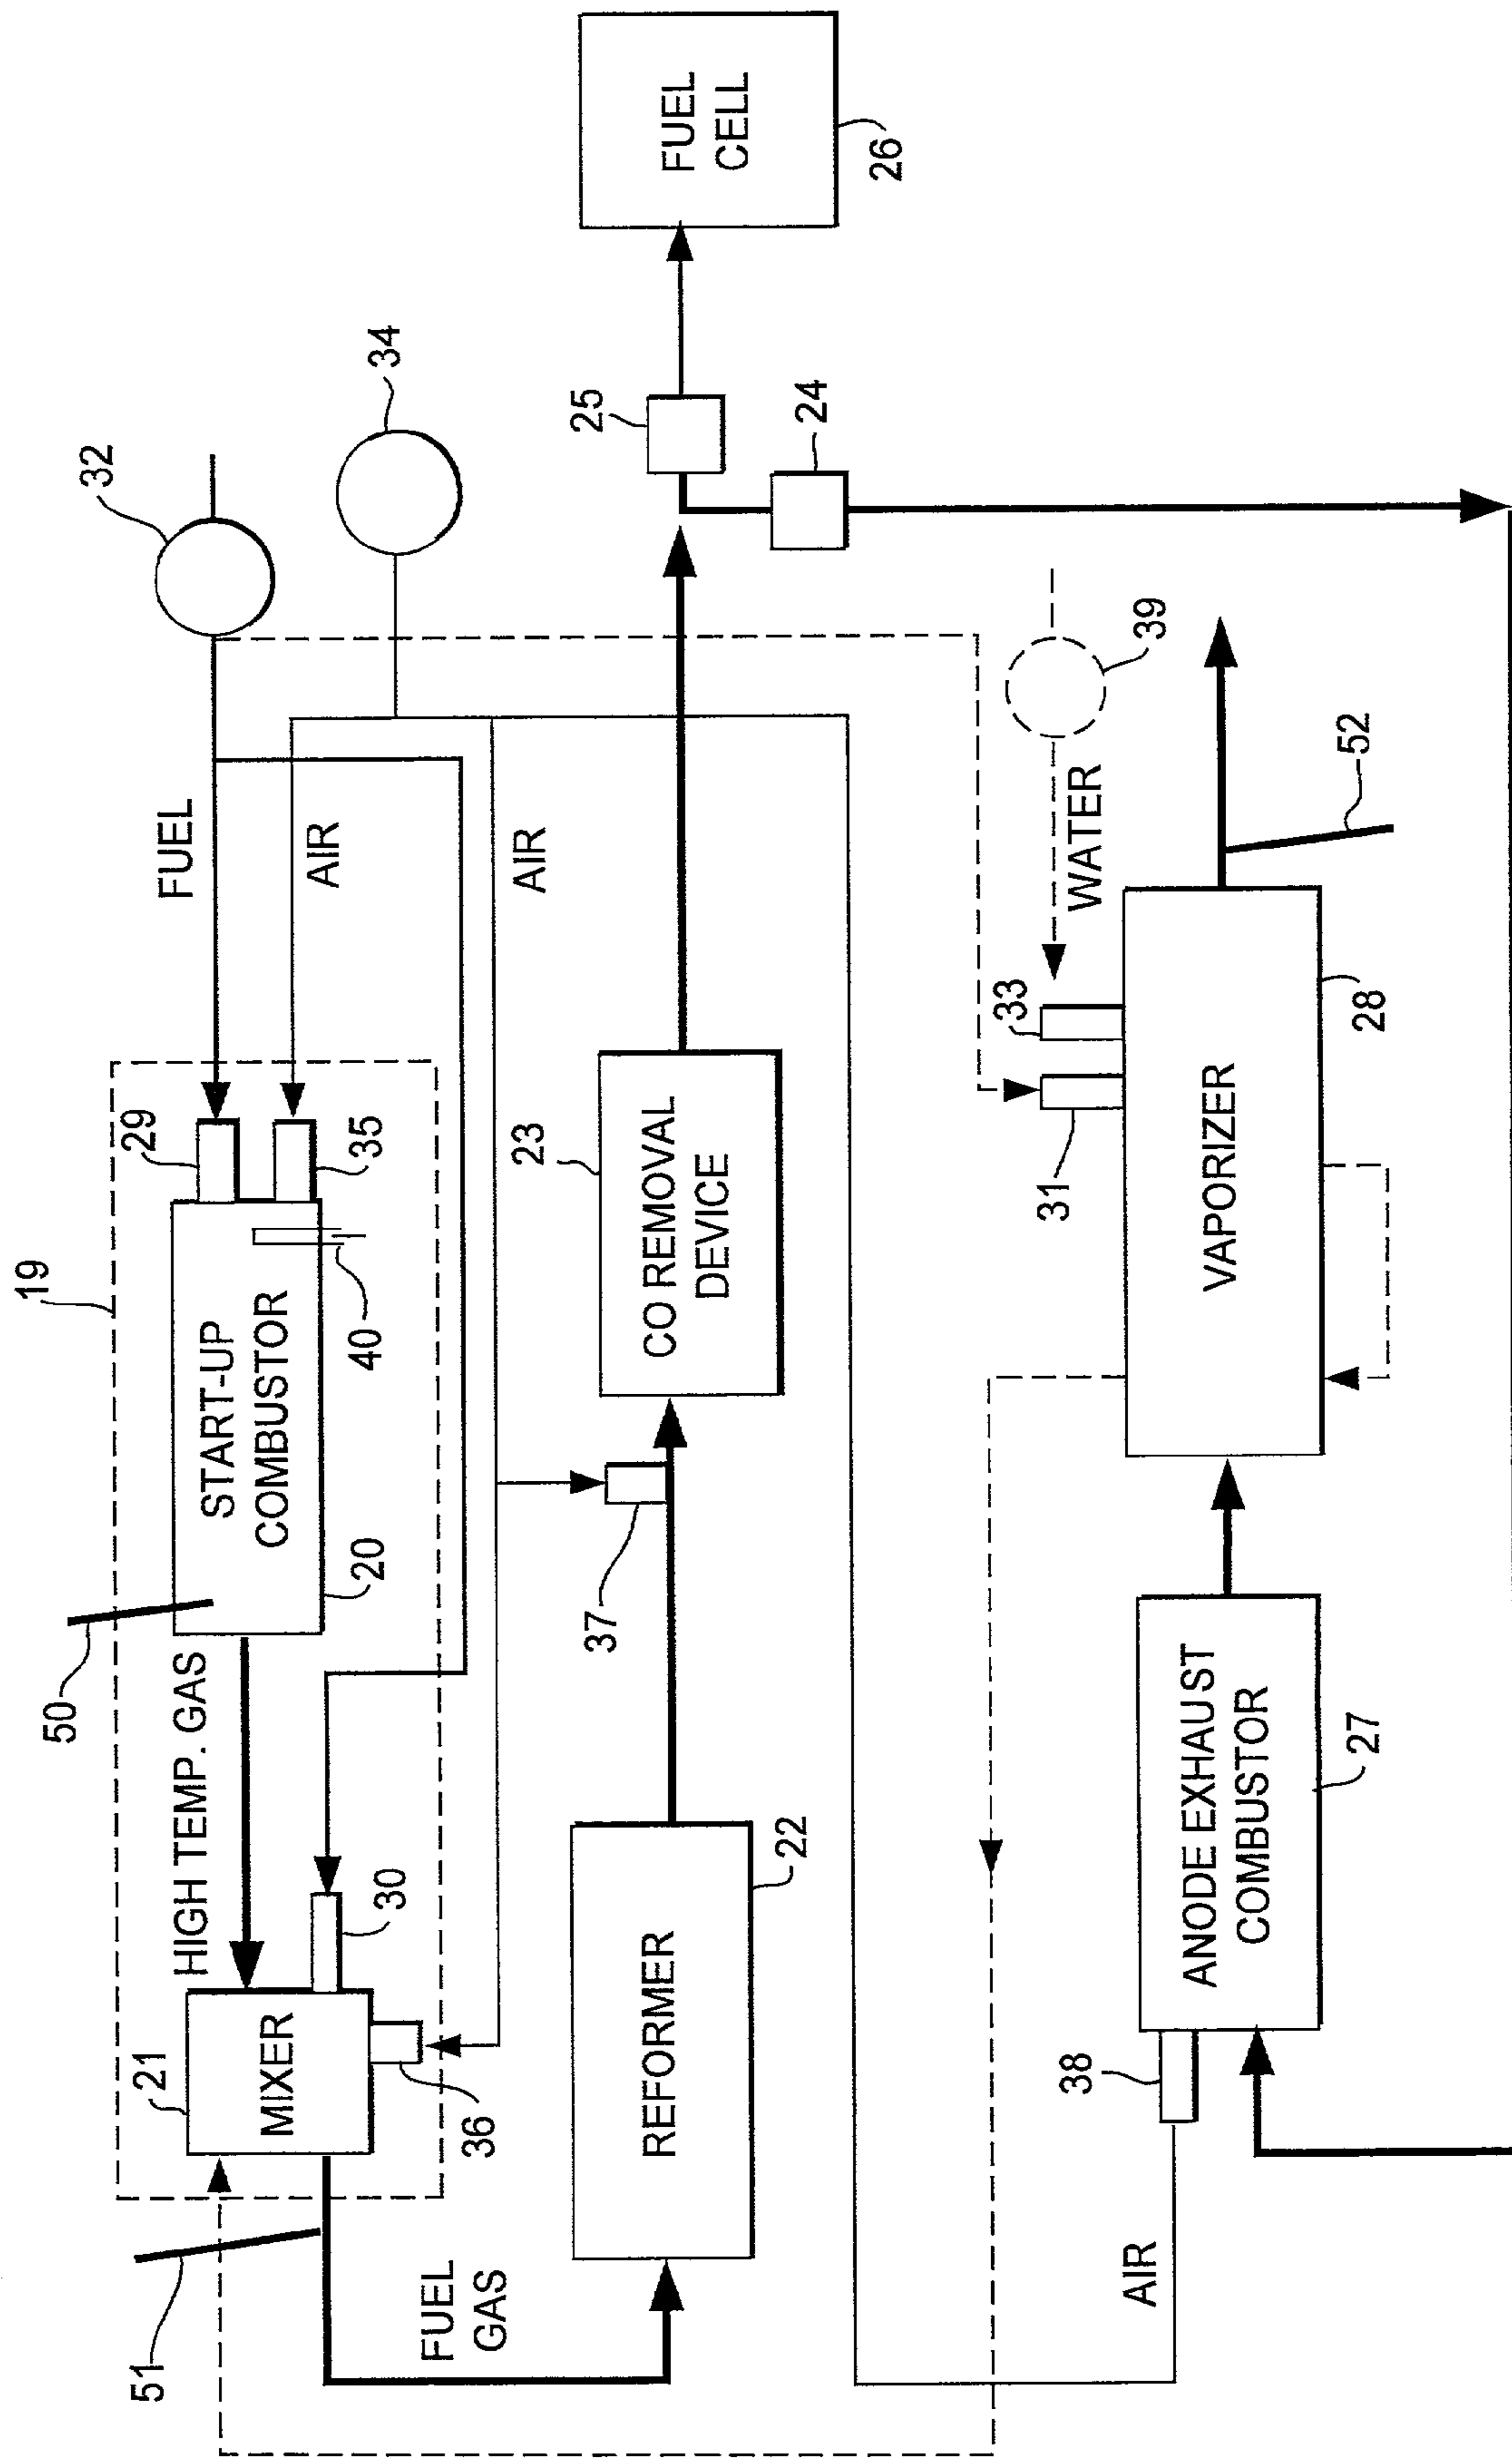 19
50
HIGH TEMP. GAS
START-UP
COMBUSTOR
20
29
35
40
FUEL
AIR
32
34
21
MIXER
30
36
51
FUEL
GAS
AIR
REFORMER
22
37
CO REMOVAL
DEVICE
23
25
24
FUEL
CELL
26
AIR
38
ANODE EXHAUST
COMBUSTOR
27
VAPORIZER
28
31
33
WATER
39
52